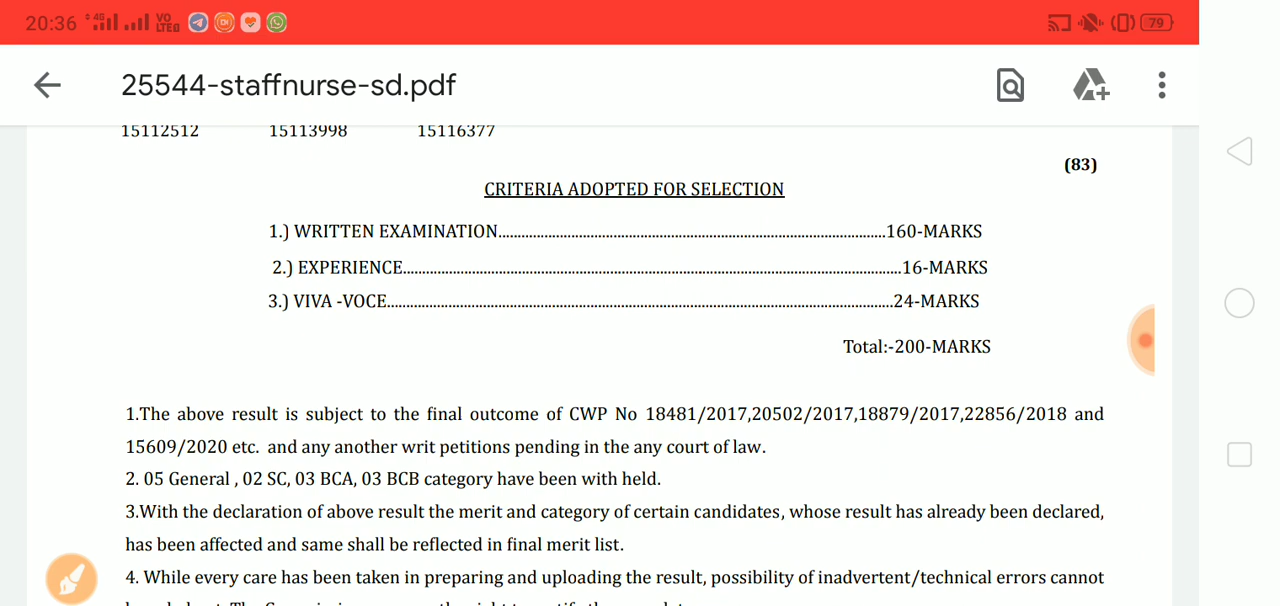 20:36 4G VO LTE 79
25544-staffnurse-sd.pdf
15112512 15113998 15116377
(83)
CRITERIA ADOPTED FOR SELECTION
1.) WRITTEN EXAMINATION.......................................................................................................160-MARKS
2.) EXPERIENCE.....................................................................................................................................16-MARKS
3.) VIVA -VOCE.......................................................................................................................................24-MARKS
Total:-200-MARKS
1.The above result is subject to the final outcome of CWP No 18481/2017,20502/2017,18879/2017,22856/2018 and
15609/2020 etc. and any another writ petitions pending in the any court of law.
2. 05 General , 02 SC, 03 BCA, 03 BCB category have been with held.
3.With the declaration of above result the merit and category of certain candidates, whose result has already been declared,
has been affected and same shall be reflected in final merit list.
4. While every care has been taken in preparing and uploading the result, possibility of inadvertent/technical errors cannot